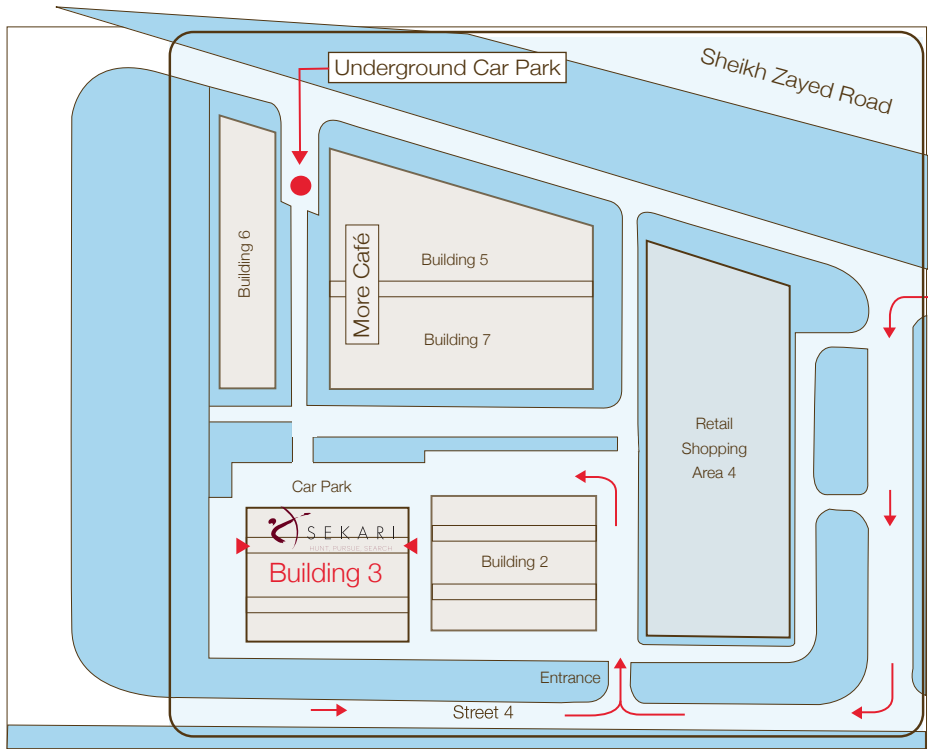 Underground Car Park
Sheikh Zayed Road
Building 6
More Café
Building 5
Building 7
Retail
Shopping
Area 4
Car Park
SEKARI
HUNT. PURSUE. SEARCH
Building 3
Building 2
Entrance
Street 4